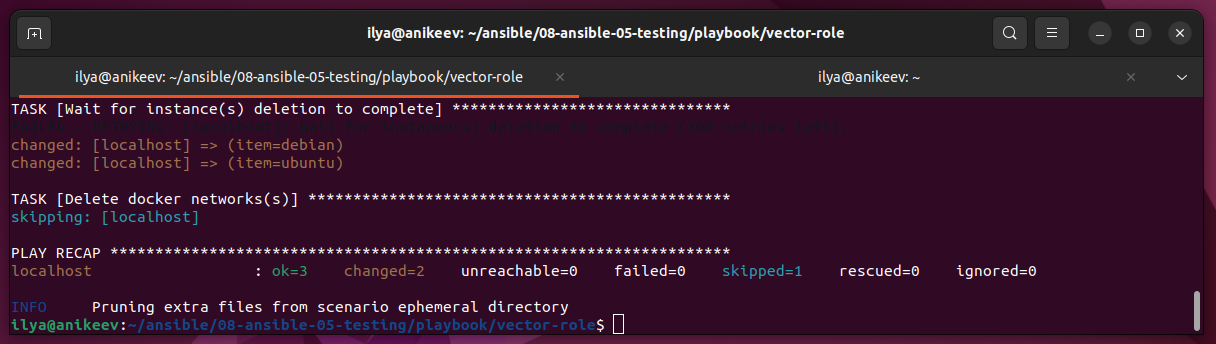 ilya@anikeev: ~/ansible/08-ansible-05-testing/playbook/vector-role
ilya@anikeev: ~/ansible/08-ansible-05-testing/playbook/vector-role
ilya@anikeev: ~
TASK [Wait for instance(s) deletion to complete] *******************************
changed: [localhost] => (item=debian)
changed: [localhost] => (item=ubuntu)
TASK [Delete docker networks(s)] ***********************************************
skipping: [localhost]
PLAY RECAP *********************************************************************
localhost                  : ok=3    changed=2    unreachable=0    failed=0    skipped=1    rescued=0    ignored=0
INFO     Pruning extra files from scenario ephemeral directory
ilya@anikeev:~/ansible/08-ansible-05-testing/playbook/vector-role$